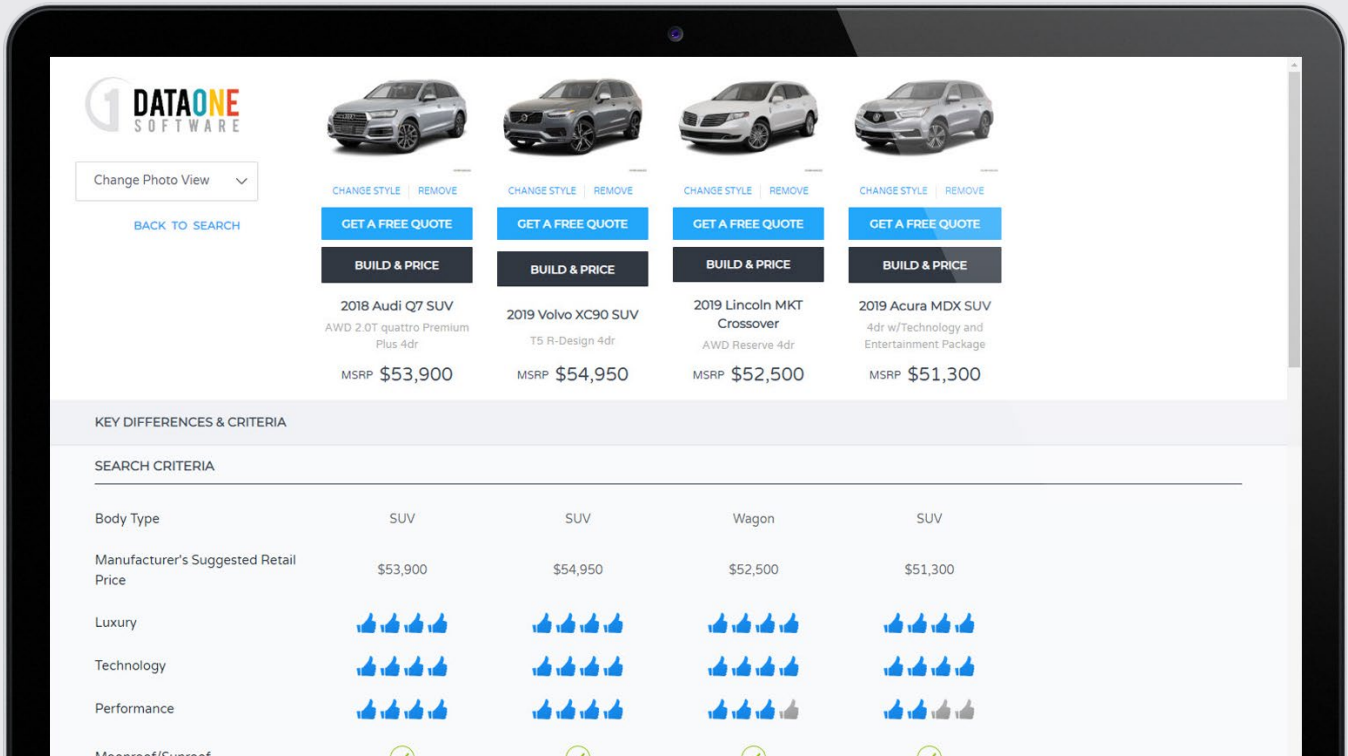 DATAONE
SOFTWARE
Change Photo View
BACK TO SEARCH
CHANGE STYLE | REMOVE
CHANGE STYLE | REMOVE
CHANGE STYLE | REMOVE
CHANGE STYLE | REMOVE
GET A FREE QUOTE
GET A FREE QUOTE
GET A FREE QUOTE
GET A FREE QUOTE
BUILD & PRICE
BUILD & PRICE
BUILD & PRICE
BUILD & PRICE
2018 Audi Q7 SUV
AWD 2.0T quattro Premium
Plus 4dr
MSRP $53,900
2019 Volvo XC90 SUV
T5 R-Design 4dr
MSRP $54,950
2019 Lincoln MKT
Crossover
AWD Reserve 4dr
MSRP $52,500
2019 Acura MDX SUV
4dr w/Technology and
Entertainment Package
MSRP $51,300
KEY DIFFERENCES & CRITERIA
SEARCH CRITERIA
Body Type SUV SUV Wagon SUV
Manufacturer's Suggested Retail
Price $53,900 $54,950 $52,500 $51,300
Luxury
Technology
Performance
Moonroof/Sunroof